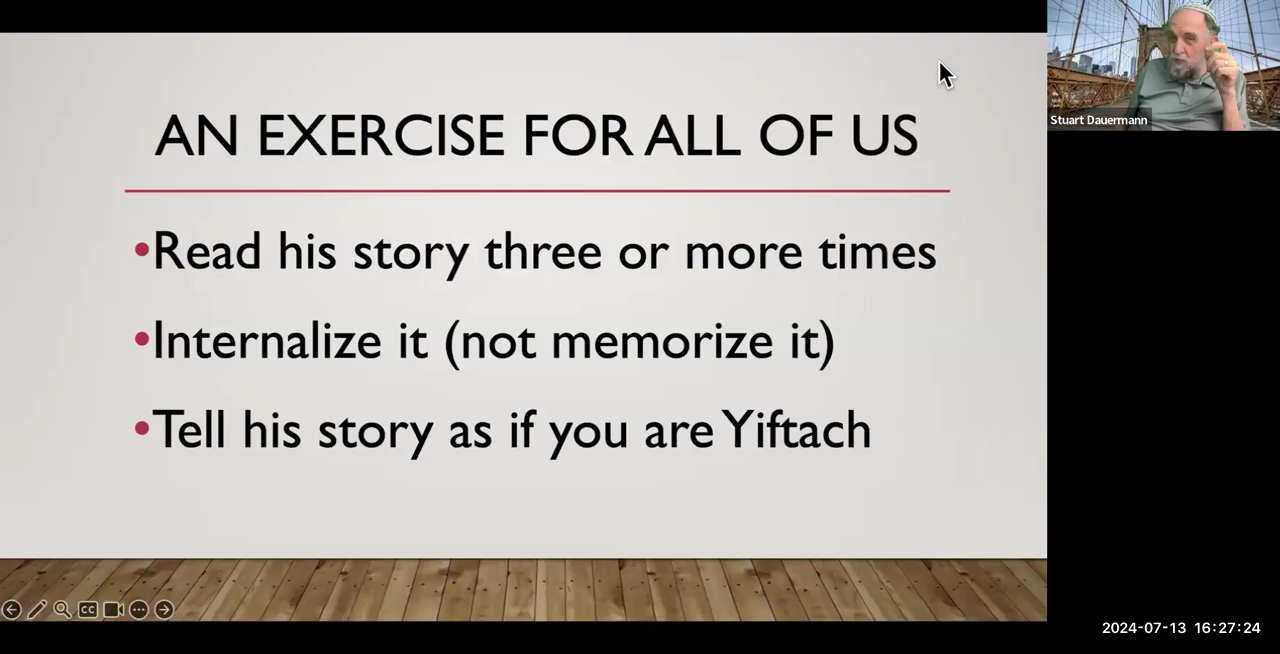 AN EXERCISE FOR ALL OF US
•Read his story three or more times
•Internalize it (not memorize it)
•Tell his story as if you are Yiftach
Stuart Dauermann
CC
2024-07-13 16:27:24